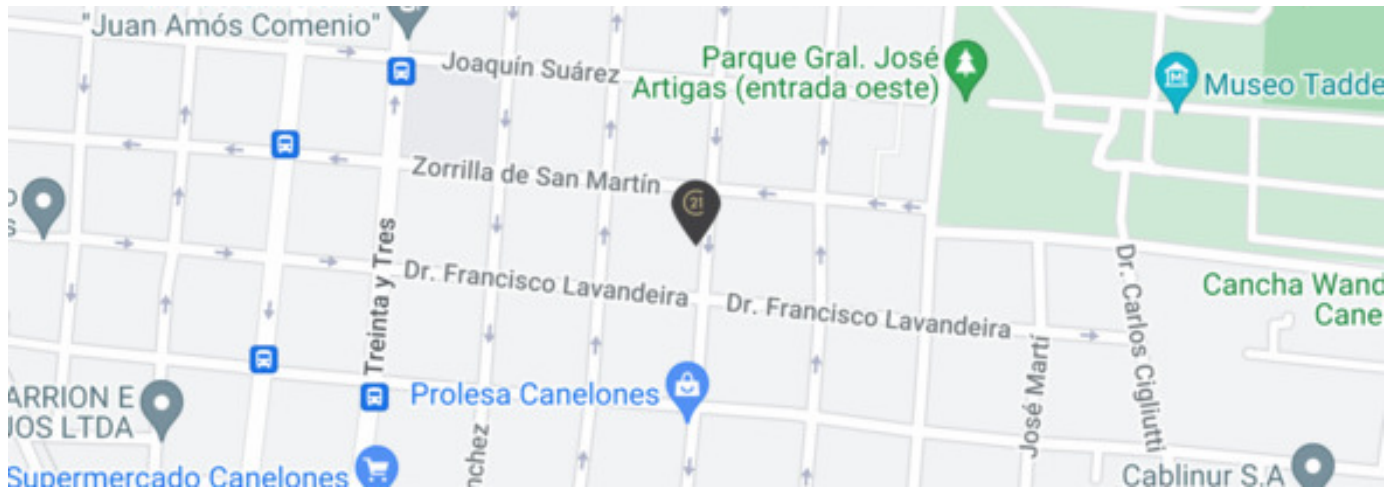 "Juan Amós Comenio"
Joaquín Suárez
Parque Gral. José
Artigas (entrada oeste)
Museo Tadde
Zorrilla de San Martín
21
Treinta y Tres
Dr. Francisco Lavandeira
Dr. Francisco Lavandeira
Dr. Carlos Cigliutti
Cancha Wand
Cane
José Martí
Prolesa Canelones
ARRION E
JOS LTDA
nchez
Supermercado Canelones
Cablinur S.A